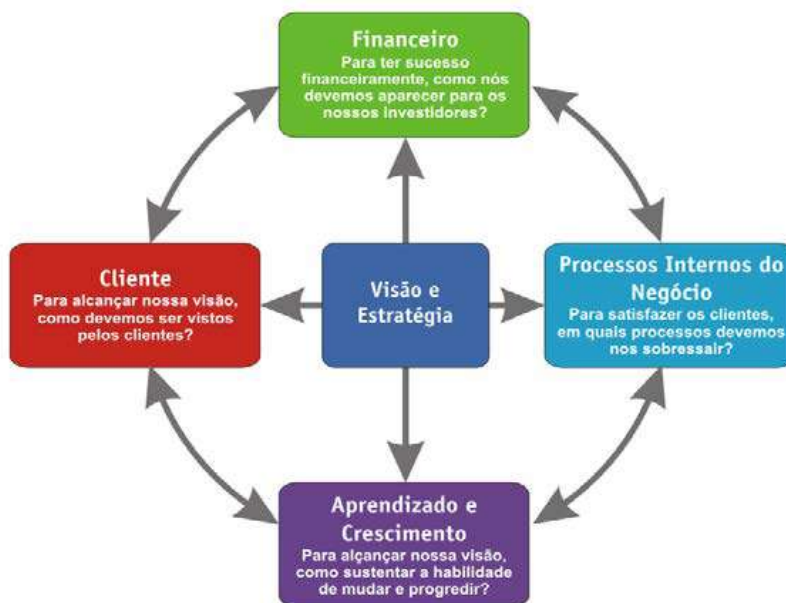 Financeiro
Para ter sucesso
financeiramente, como nós
devemos aparecer para os
nossos investidores?
Cliente
Para alcançar nossa visão,
como devemos ser vistos
pelos clientes?
Visão e
Estratégia
Processos Internos do
Negócio
Para satisfazer os clientes,
em quais processos devemos
nos sobressair?
Aprendizado e
Crescimento
Para alçançar nossa visão,
como sustentar a habilidade
de mudar e progredir?